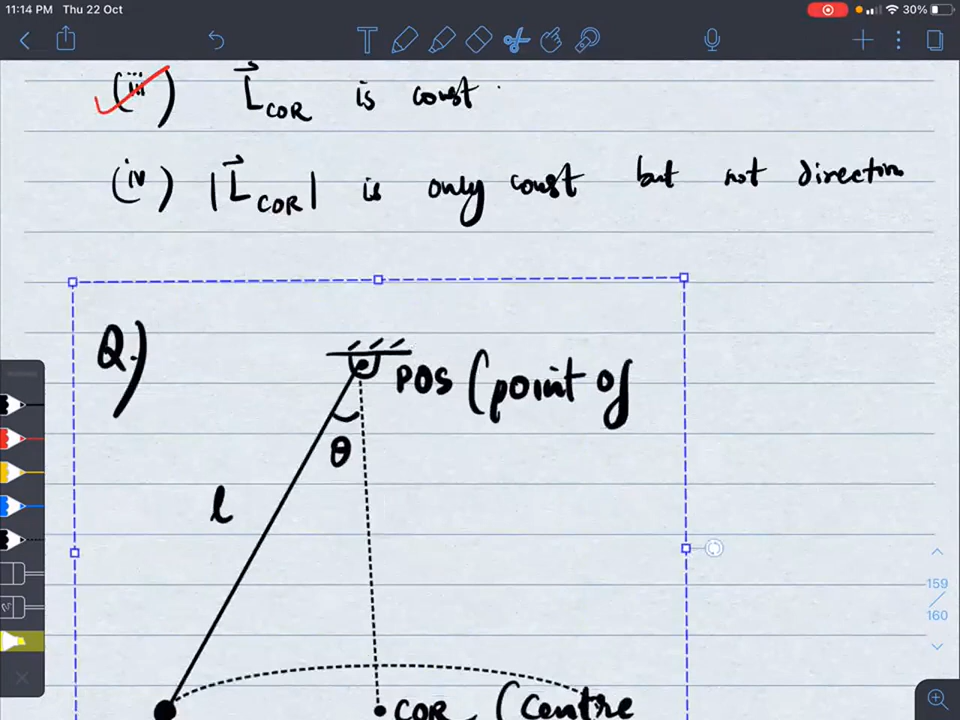 11:14 PM Thu 22 Oct
30%
(iii) L COR is const
(iv) |L COR| is only const but not direction
Q.)
POS (point of
θ
l
159
160
COR (centre